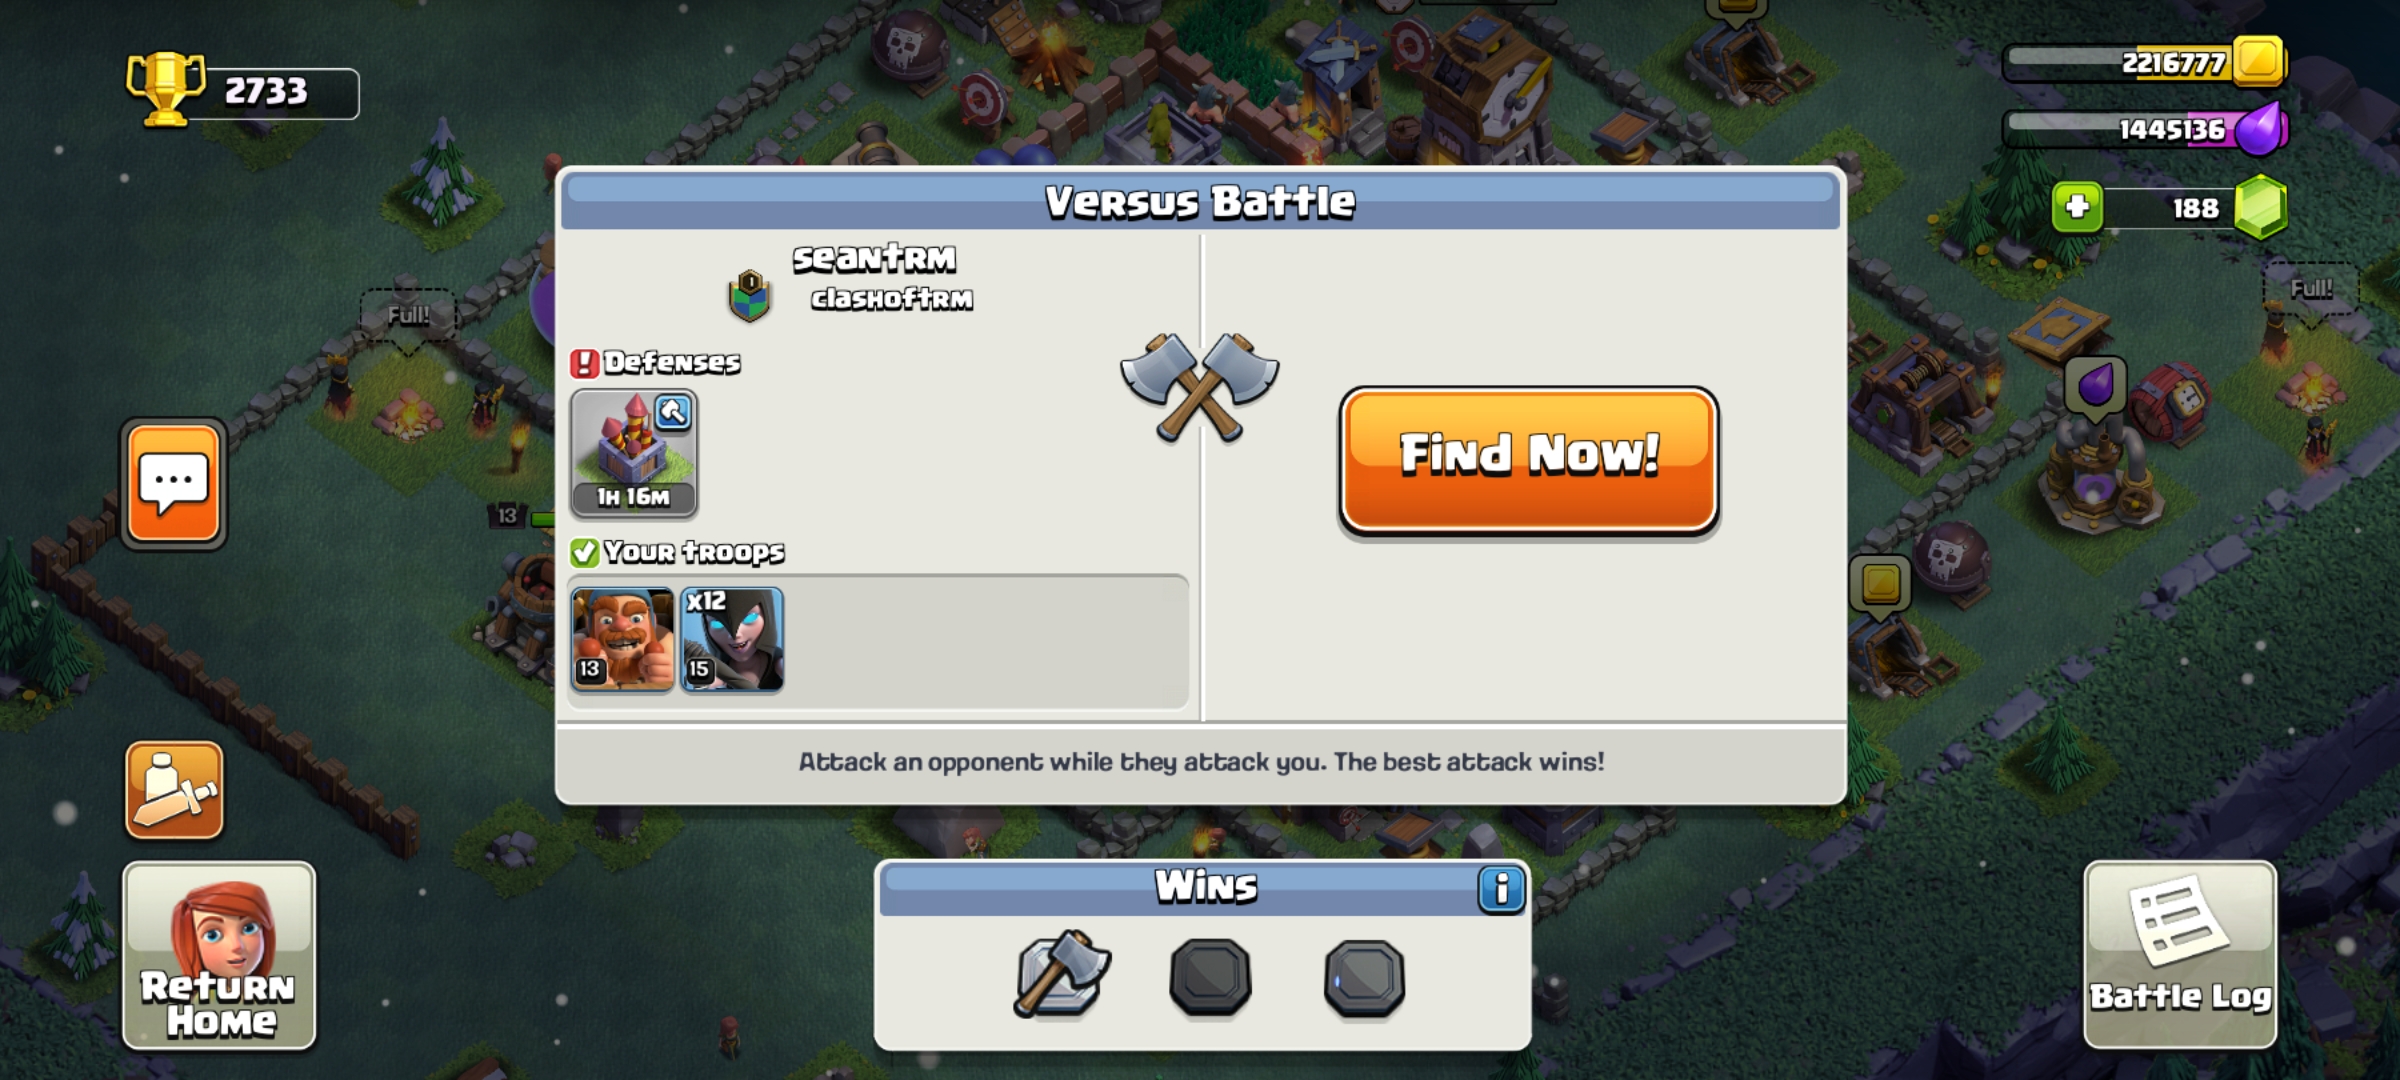 2733
2216777
1445136
188
Versus Battle
seantrm
clashoftrm
Full!
Full!
Defenses
1H 16M
Find Now!
13
Your troops
13
x12
15
Attack an opponent while they attack you. The best attack wins!
Wins
i
Return
Home
Battle Log